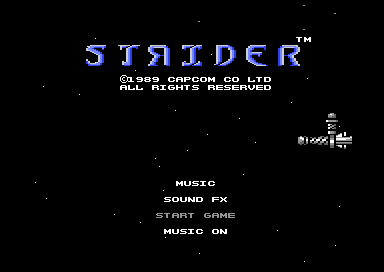 STRIDER™
©1989 CAPCOM CO LTD
ALL RIGHTS RESERVED
MUSIC
SOUND FX
START GAME
MUSIC ON